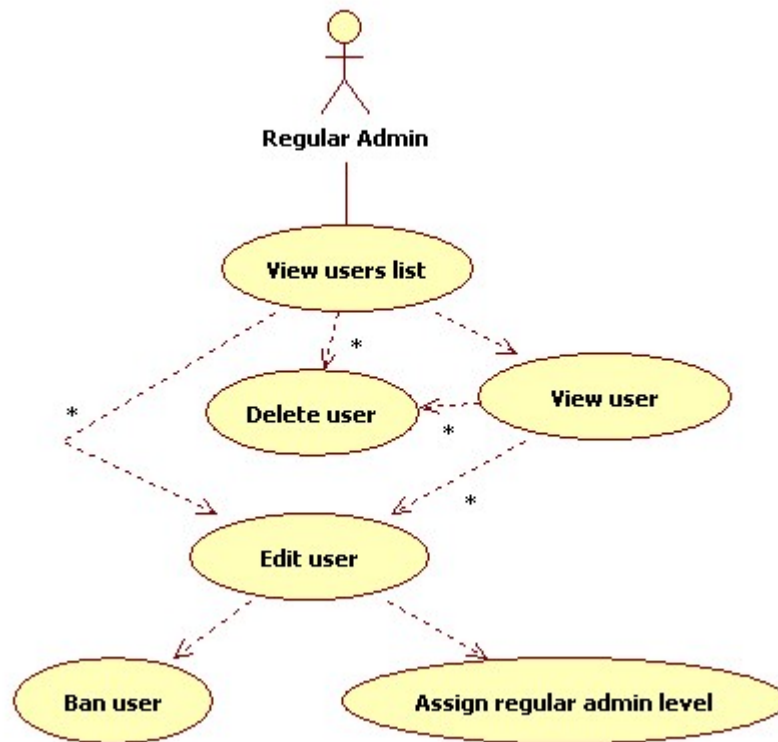 Regular Admin
View users list
*
*
Delete user
View user
*
*
Edit user
Ban user
Assign regular admin level